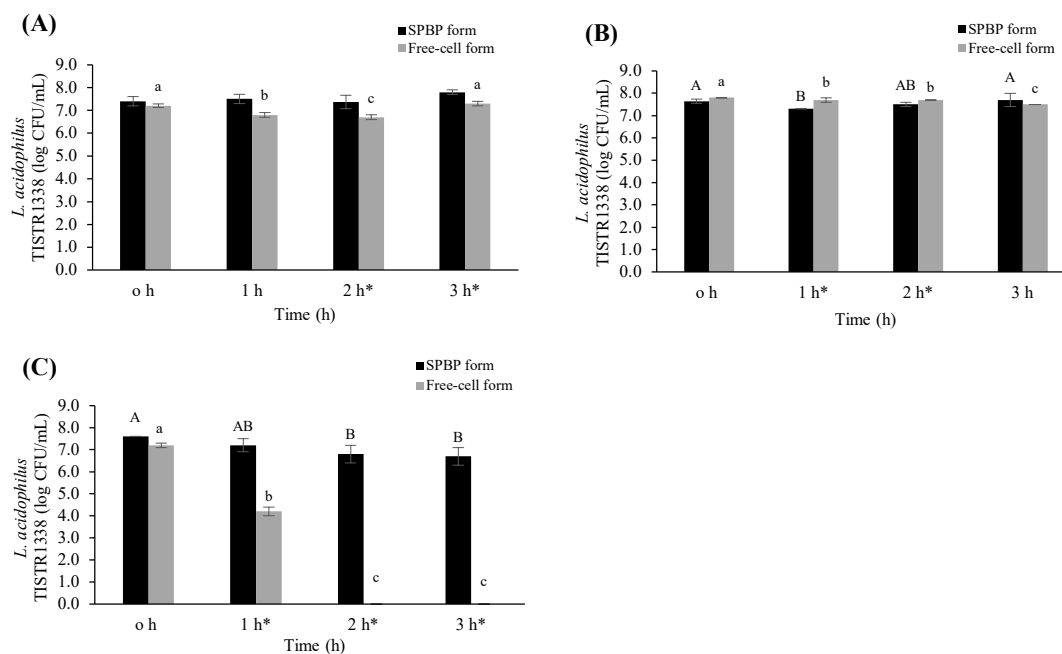 (A)
SPBP form
Free-cell form
L. acidophilus
TISTR1338 (log CFU/mL)
9.0
8.0
7.0
6.0
5.0
4.0
3.0
2.0
1.0
0.0
a
b
c
a
o h
1 h
2 h*
3 h*
Time (h)
(B)
SPBP form
Free-cell form
L. acidophilus
TISTR1338 (log CFU/mL)
9.0
8.0
7.0
6.0
5.0
4.0
3.0
2.0
1.0
0.0
A
a
B
b
AB
b
A
c
o h
1 h*
2 h*
3 h
Time (h)
(C)
SPBP form
Free-cell form
L. acidophilus
TISTR1338 (log CFU/mL)
9.0
8.0
7.0
6.0
5.0
4.0
3.0
2.0
1.0
0.0
A
a
AB
b
B
c
B
c
o h
1 h*
2 h*
3 h*
Time (h)